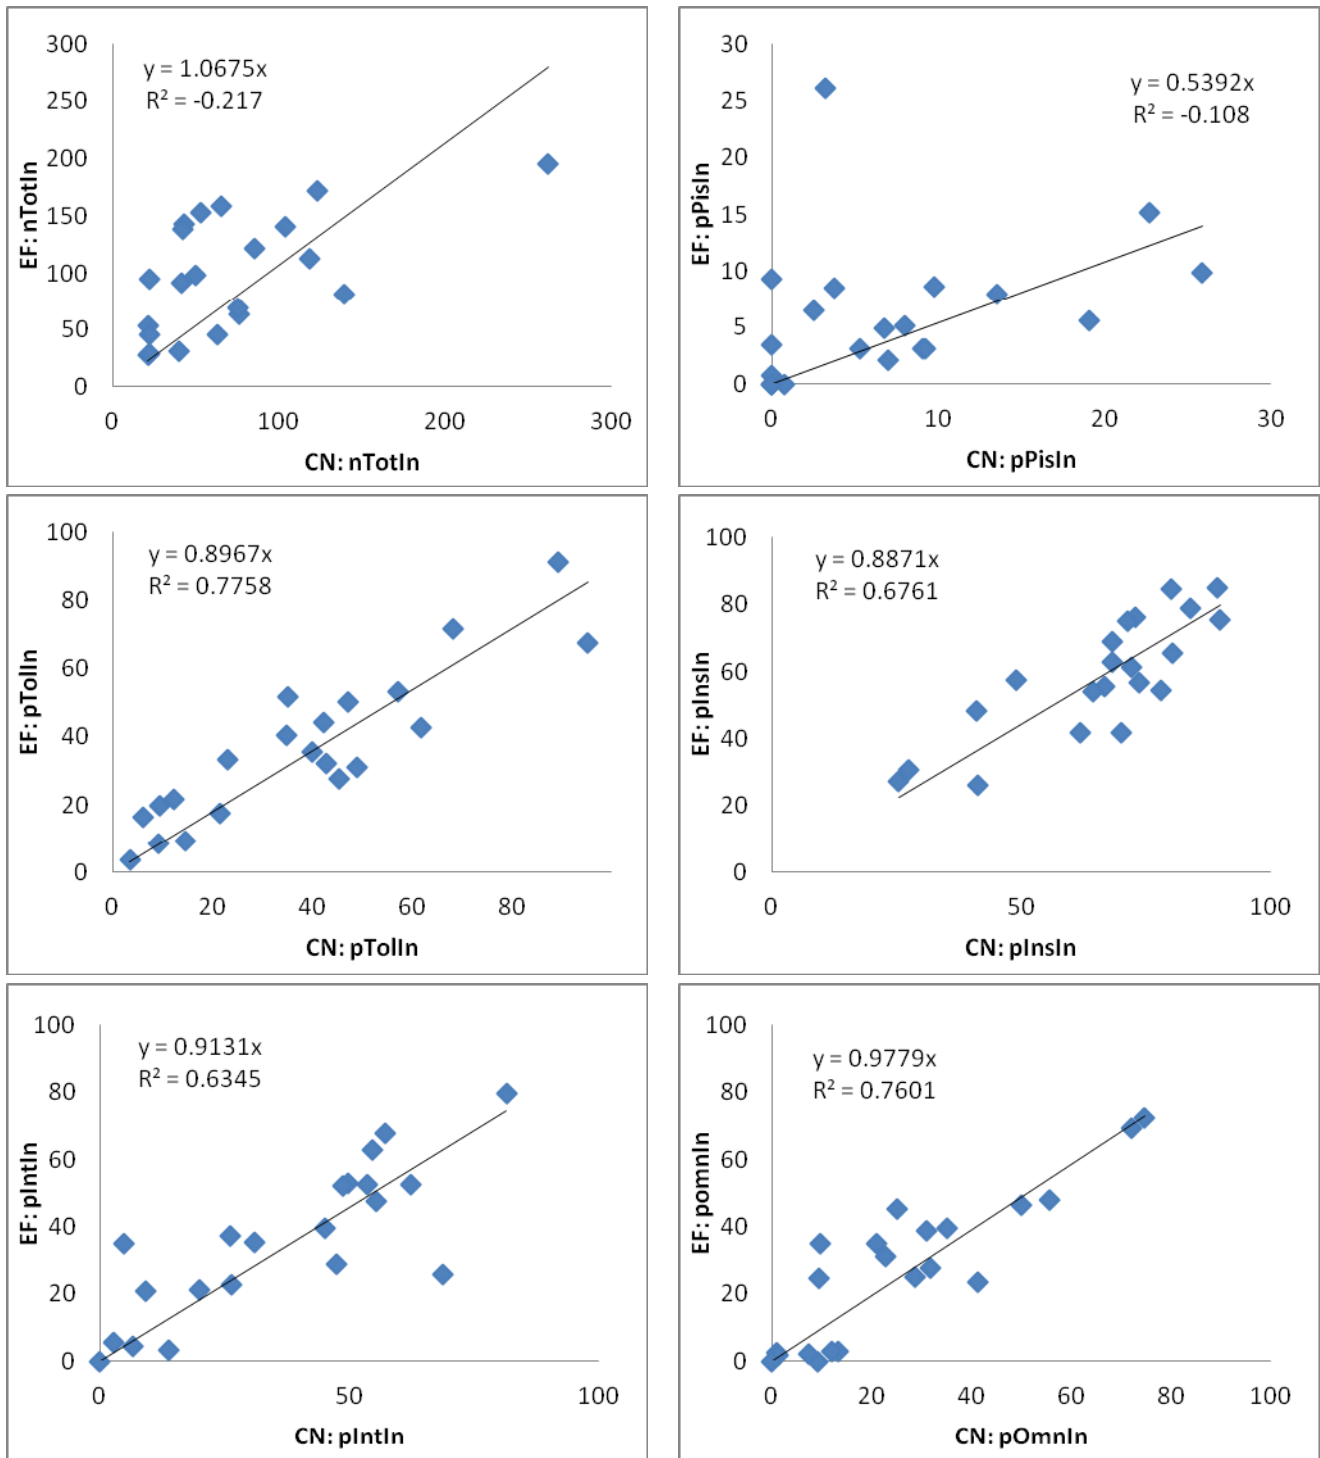 300
250
200
150
100
50
0
y = 1.0675x
R² = -0.217
EF: nTotIn
0 100 200 300
CN: nTotIn
30
25
20
15
10
5
0
y = 0.5392x
R² = -0.108
EF: pPisIn
0 10 20 30
CN: pPisIn
100
80
60
40
20
0
y = 0.8967x
R² = 0.7758
EF: pTolIn
0 20 40 60 80
CN: pTolIn
100
80
60
40
20
0
y = 0.8871x
R² = 0.6761
EF: pInsIn
0 50 100
CN: pInsIn
100
80
60
40
20
0
y = 0.9131x
R² = 0.6345
EF: pIntIn
0 50 100
CN: pIntIn
100
80
60
40
20
0
y = 0.9779x
R² = 0.7601
EF: pomnIn
0 20 40 60 80 100
CN: pOmnIn